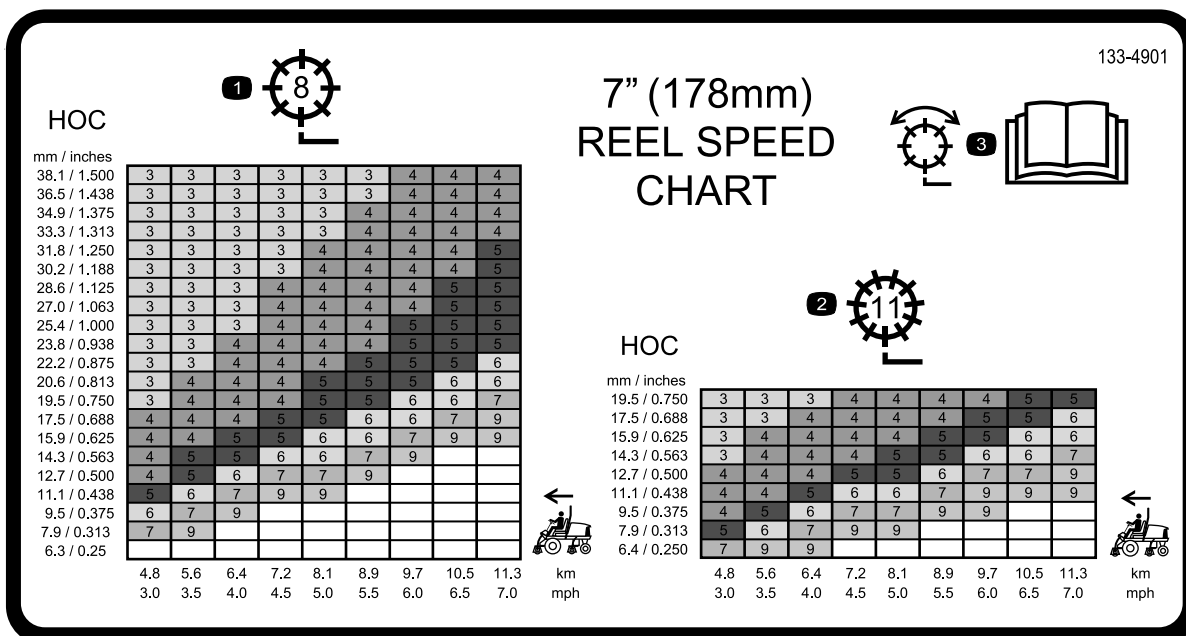 133-4901
7” (178mm)
REEL SPEED
CHART
1
8
3
HOC
mm / inches
38.1 / 1.500 3 3 3 3 3 3 4 4 4
36.5 / 1.438 3 3 3 3 3 3 4 4 4
34.9 / 1.375 3 3 3 3 3 4 4 4 4
33.3 / 1.313 3 3 3 3 3 4 4 4 4
31.8 / 1.250 3 3 3 3 4 4 4 4 5
30.2 / 1.188 3 3 3 3 4 4 4 4 5
28.6 / 1.125 3 3 3 4 4 4 4 5 5
27.0 / 1.063 3 3 3 4 4 4 4 5 5
25.4 / 1.000 3 3 3 4 4 4 5 5 5
23.8 / 0.938 3 3 4 4 4 4 5 5 5
22.2 / 0.875 3 3 4 4 4 5 5 5 6
20.6 / 0.813 3 4 4 4 5 5 5 6 6
19.5 / 0.750 3 4 4 4 5 5 6 6 7
17.5 / 0.688 4 4 4 5 5 6 6 7 9
15.9 / 0.625 4 4 5 5 6 6 7 9 9
14.3 / 0.563 4 5 5 6 6 7 9
12.7 / 0.500 4 5 6 7 7 9
11.1 / 0.438 5 6 7 9 9
9.5 / 0.375 6 7 9
7.9 / 0.313 7 9
6.3 / 0.25
4.8 5.6 6.4 7.2 8.1 8.9 9.7 10.5 11.3 km
3.0 3.5 4.0 4.5 5.0 5.5 6.0 6.5 7.0 mph
2
11
HOC
mm / inches
19.5 / 0.750 3 3 3 4 4 4 4 5 5
17.5 / 0.688 3 3 4 4 4 4 5 5 6
15.9 / 0.625 3 4 4 4 4 5 5 6 6
14.3 / 0.563 3 4 4 4 5 5 6 6 7
12.7 / 0.500 4 4 4 5 5 6 7 7 9
11.1 / 0.438 4 4 5 6 6 7 9 9 9
9.5 / 0.375 4 5 6 7 7 9 9
7.9 / 0.313 5 6 7 9 9
6.4 / 0.250 7 9 9
4.8 5.6 6.4 7.2 8.1 8.9 9.7 10.5 11.3 km
3.0 3.5 4.0 4.5 5.0 5.5 6.0 6.5 7.0 mph